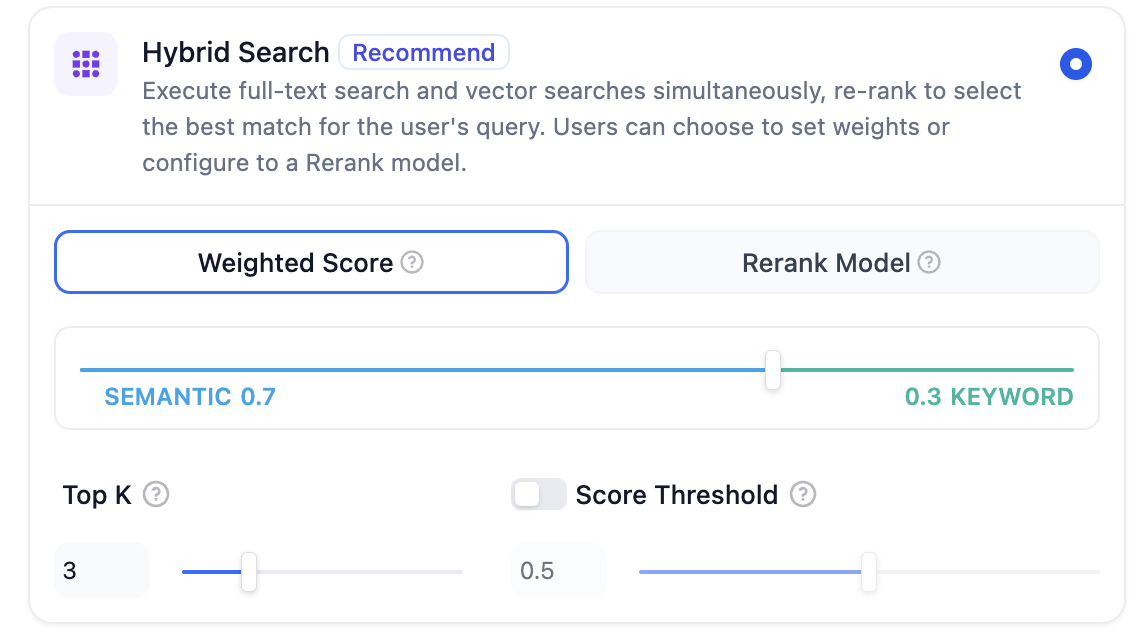 Hybrid Search Recommend
Execute full-text search and vector searches simultaneously, re-rank to select
the best match for the user's query. Users can choose to set weights or
configure to a Rerank model.
Weighted Score ? Rerank Model ?
SEMANTIC 0.7 0.3 KEYWORD
Top K ? Score Threshold ?
3 0.5